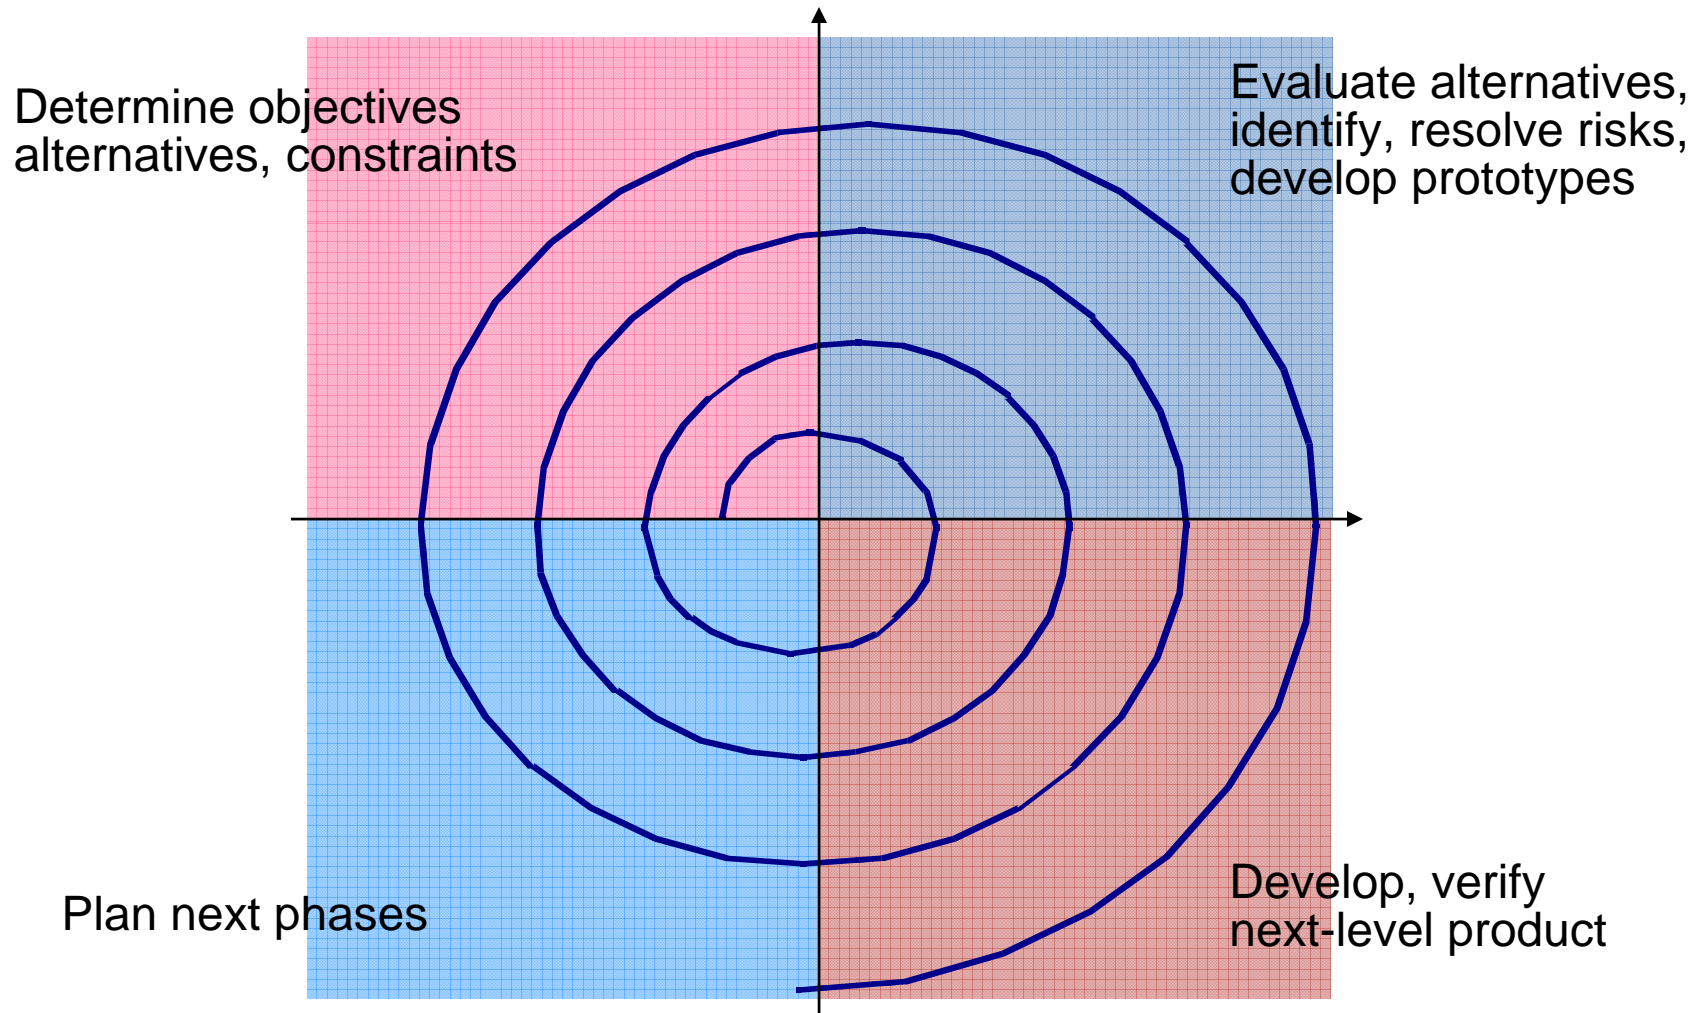 Determine objectives
alternatives, constraints
Evaluate alternatives,
identify, resolve risks,
develop prototypes
Plan next phases
Develop, verify
next-level product